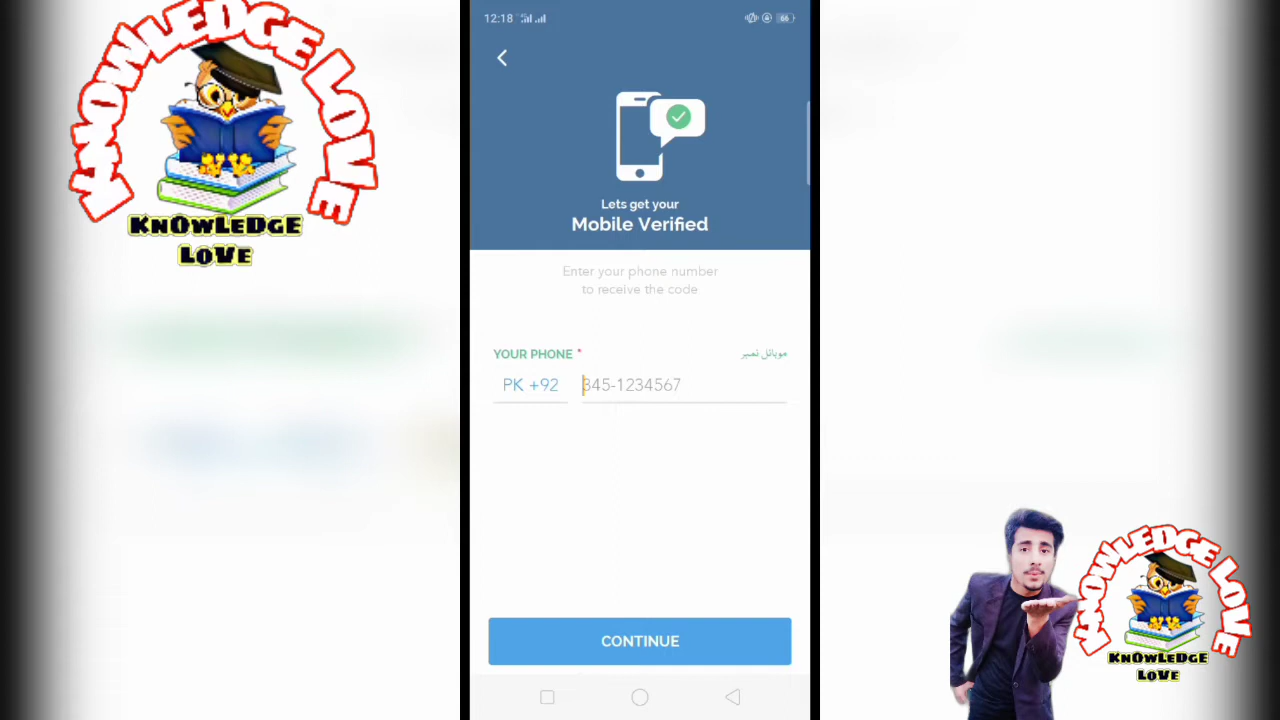 KNOWLEDGE LOVE
KNOWLEDGE
LOVE
12:18
66
Lets get your
Mobile Verified
Enter your phone number
to receive the code
YOUR PHONE *
موبائل نمبر
PK +92
345-1234567
CONTINUE
KNOWLEDGE LOVE
KNOWLEDGE
LOVE